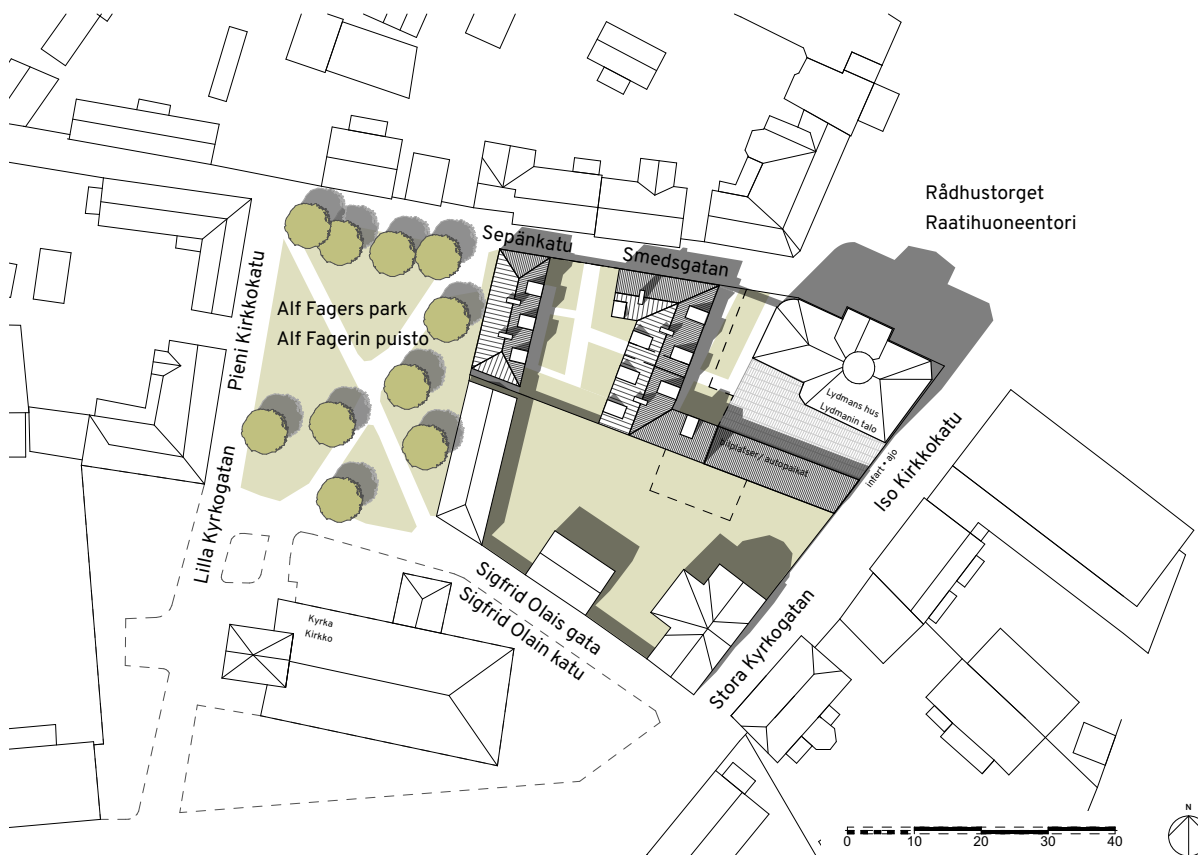 Rådhustorget
Raatihuoneentori
Sepänkatu
Smedsgatan
Alf Fagers park
Alf Fagerin puisto
Pieni Kirkkokatu
Lilla Kyrkogatan
Lydmans hus
Lydmanin talo
bilplatser / autopaikat
infart • ajo
Iso Kirkkokatu
Stora Kyrkogatan
Sigfrid Olais gata
Sigfrid Olain katu
Kyrka
Kirkko
0 10 20 30 40
N